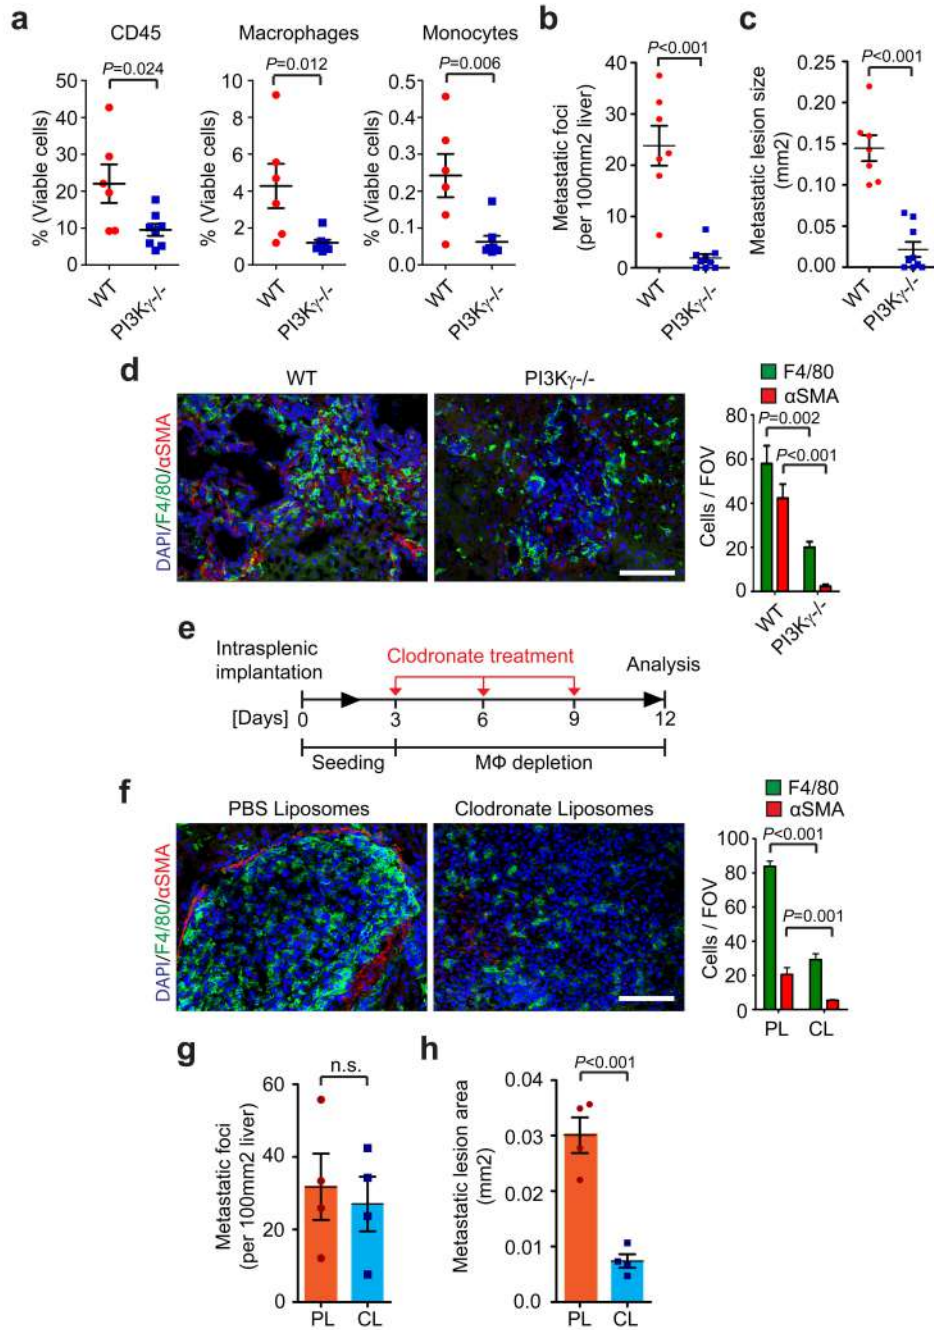 a
CD45
Macrophages
Monocytes
P=0.024
P=0.012
P=0.006
% (Viable cells)
50
40
30
20
10
0
% (Viable cells)
10
8
6
4
2
0
% (Viable cells)
0.5
0.4
0.3
0.2
0.1
0.0
WT
PI3Kγ-/-
WT
PI3Kγ-/-
WT
PI3Kγ-/-
b
P<0.001
Metastatic foci
(per 100mm2 liver)
40
30
20
10
0
WT
PI3Kγ-/-
c
P<0.001
Metastatic lesion size
(mm2)
0.25
0.20
0.15
0.10
0.05
0.00
WT
PI3Kγ-/-
d
WT
PI3Kγ-/-
DAPI/F4/80/αSMA
F4/80
αSMA
P=0.002
P<0.001
Cells / FOV
80
60
40
20
0
WT
PI3Kγ-/-
e
Intrasplenic
implantation
Clodronate treatment
Analysis
[Days] 0 3 6 9 12
Seeding
MΦ depletion
f
PBS Liposomes
Clodronate Liposomes
DAPI/F4/80/αSMA
F4/80
αSMA
P<0.001
P=0.001
Cells / FOV
100
80
60
40
20
0
PL
CL
g
n.s.
Metastatic foci
(per 100mm2 liver)
60
40
20
0
PL
CL
h
P<0.001
Metastatic lesion area
(mm2)
0.04
0.03
0.02
0.01
0.0
PL
CL